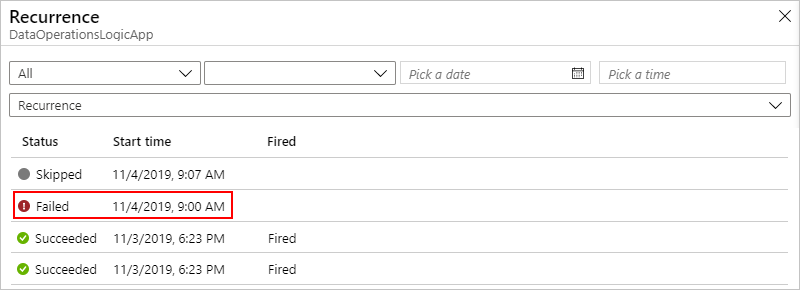 Recurrence
DataOperationsLogicApp
All Pick a date Pick a time
Recurrence
Status Start time Fired
Skipped 11/4/2019, 9:07 AM
Failed 11/4/2019, 9:00 AM
Succeeded 11/3/2019, 6:23 PM Fired
Succeeded 11/3/2019, 6:23 PM Fired